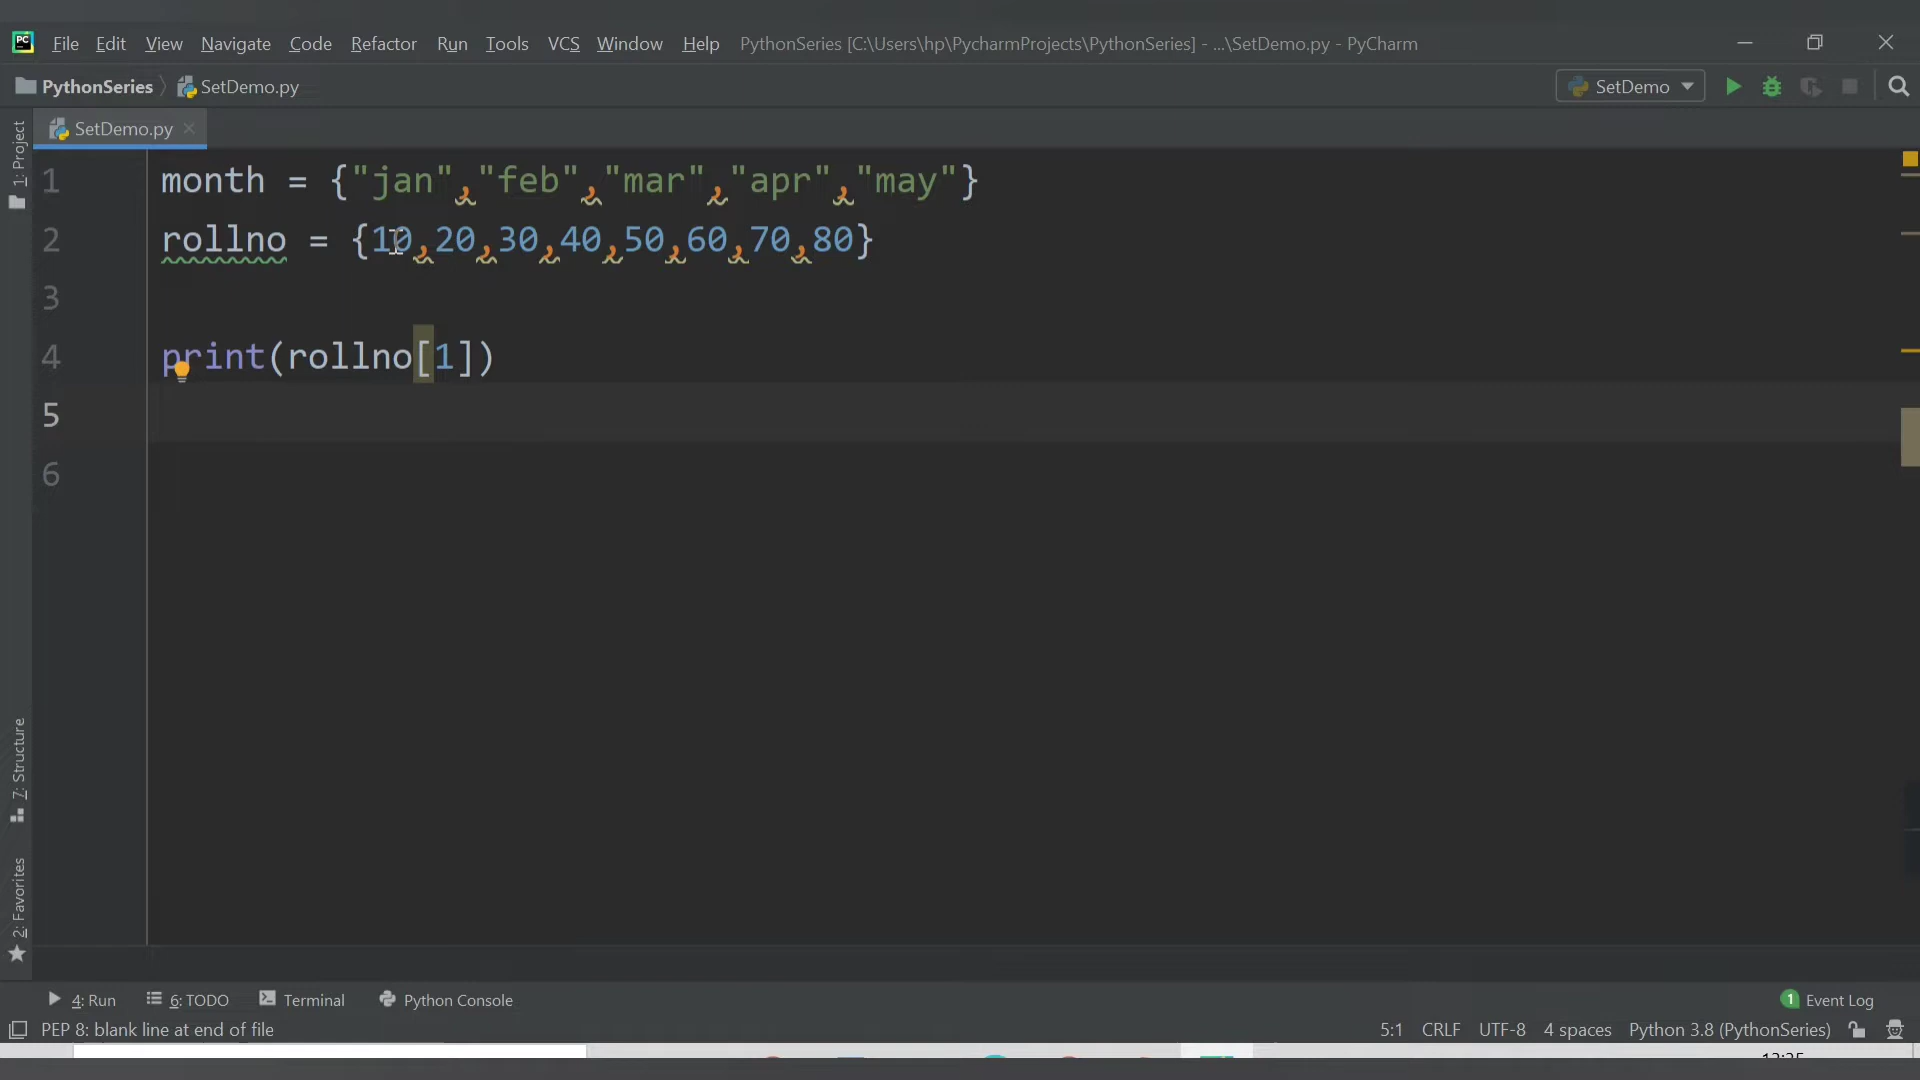 PC File Edit View Navigate Code Refactor Run Tools VCS Window Help PythonSeries [C:\Users\hp\PycharmProjects\PythonSeries] - ...\SetDemo.py - PyCharm
PythonSeries SetDemo.py SetDemo
SetDemo.py
1: Project
1 month = {"jan","feb","mar","apr","may"}
2 rollno = {10,20,30,40,50,60,70,80}
3
4 print(rollno[1])
5
6
7: Structure
2: Favorites
4: Run 6: TODO Terminal Python Console 1 Event Log
PEP 8: blank line at end of file 5:1 CRLF UTF-8 4 spaces Python 3.8 (PythonSeries)